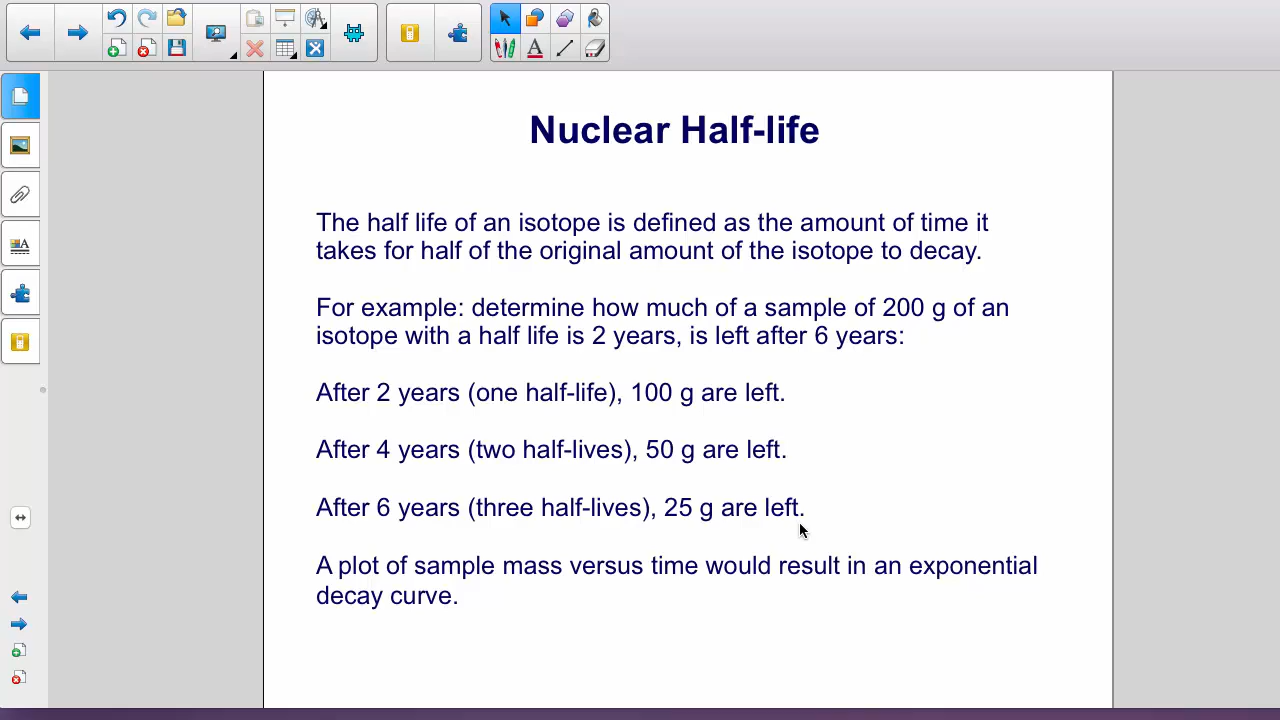 Nuclear Half-life
The half life of an isotope is defined as the amount of time it
takes for half of the original amount of the isotope to decay.
For example: determine how much of a sample of 200 g of an
isotope with a half life is 2 years, is left after 6 years:
After 2 years (one half-life), 100 g are left.
After 4 years (two half-lives), 50 g are left.
After 6 years (three half-lives), 25 g are left.
A plot of sample mass versus time would result in an exponential
decay curve.